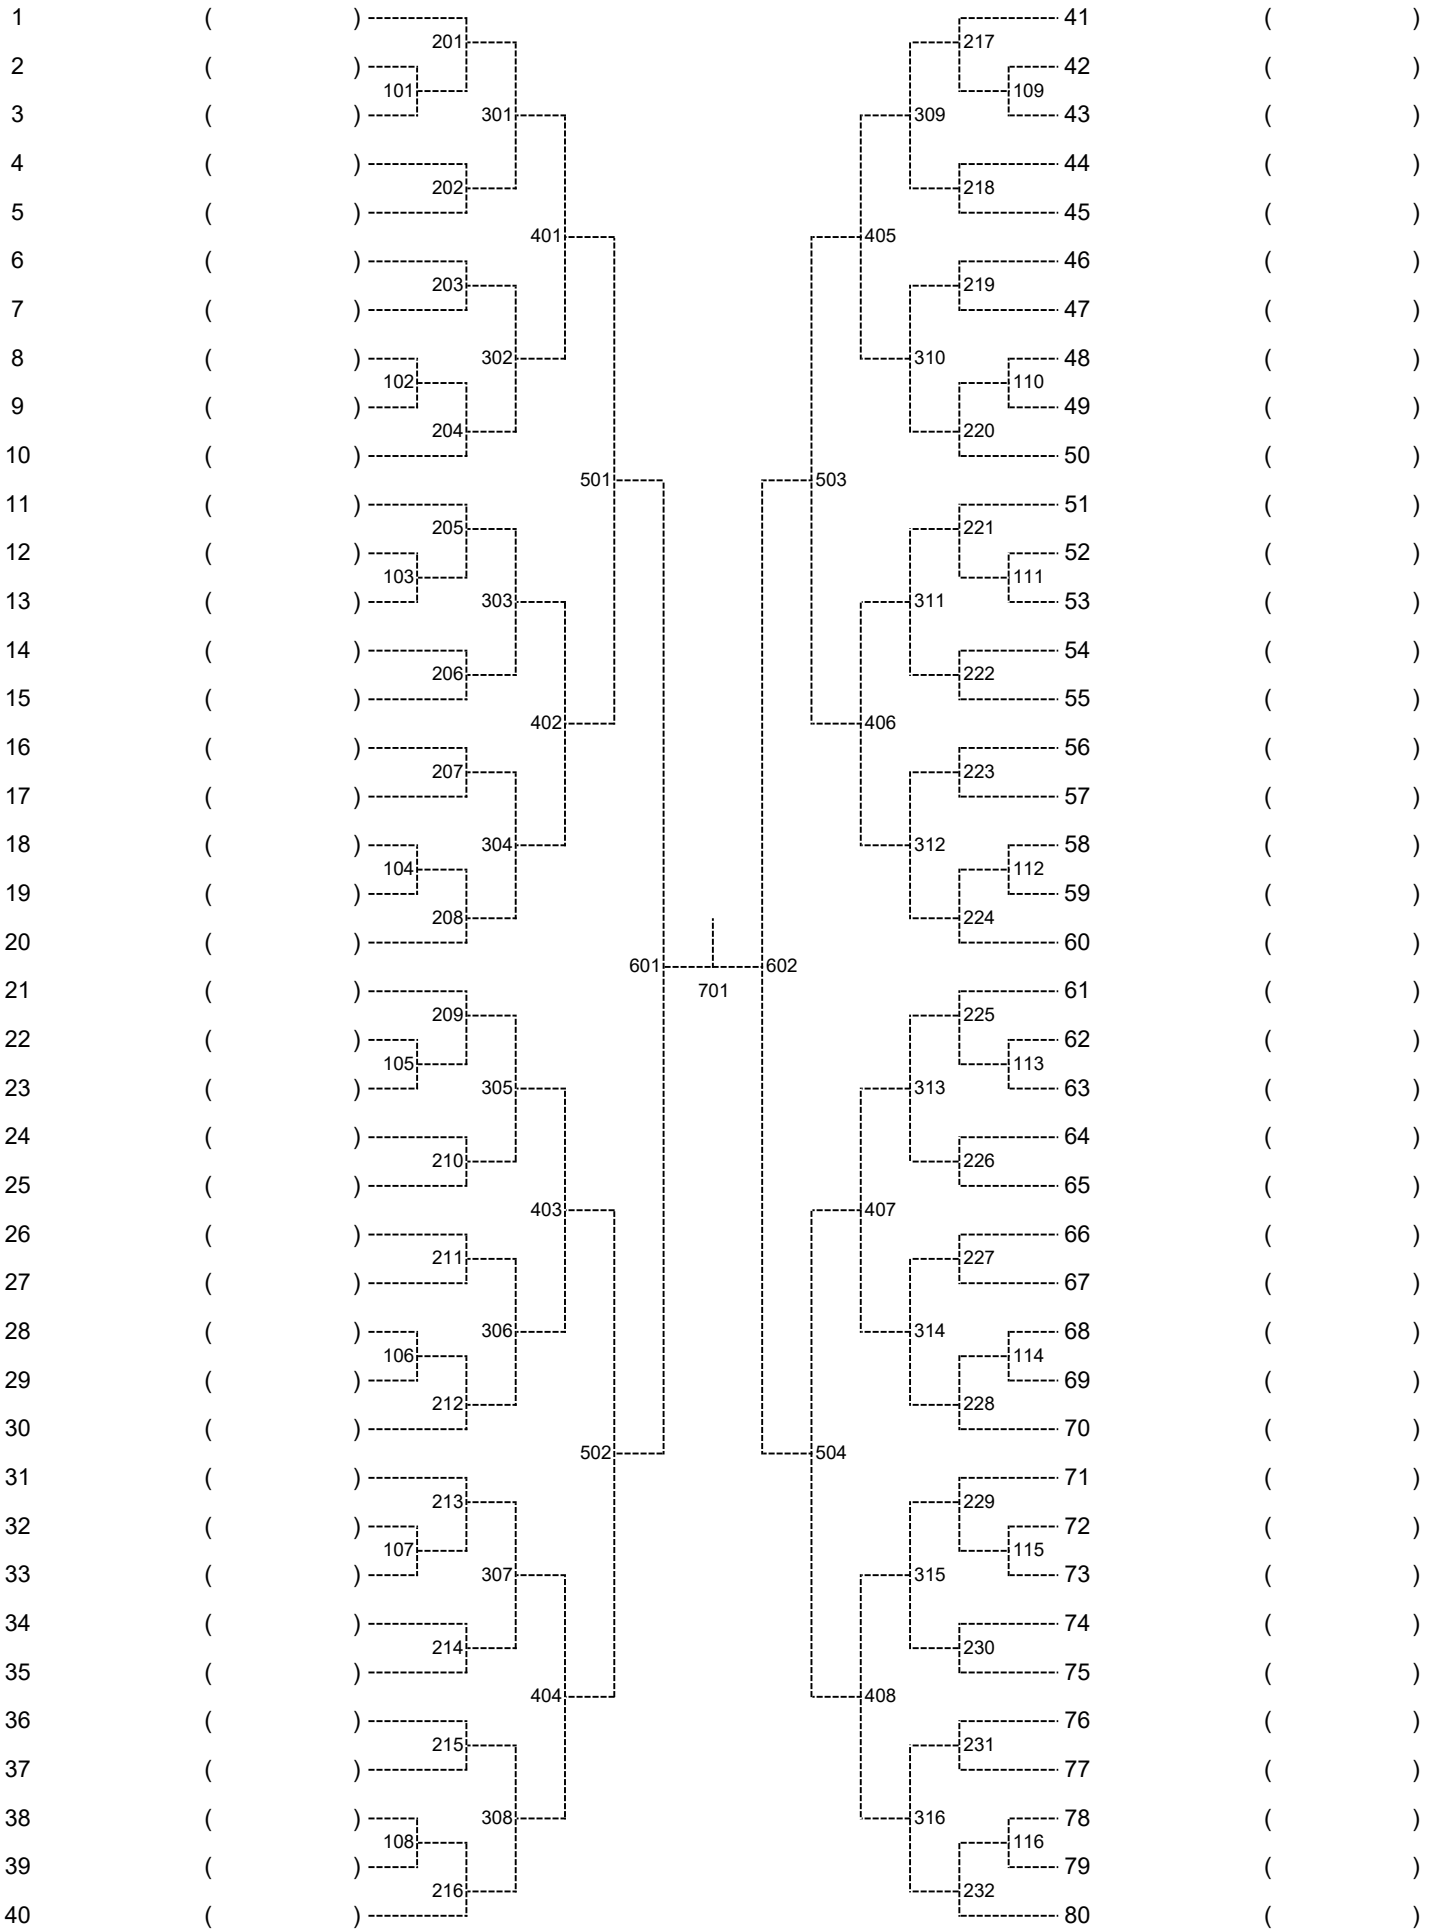 1 ( ) 41 ( )
201 217
2 ( ) 42 ( )
101 109
3 ( ) 301 309 43 ( )
4 ( ) 44 ( )
202 218
5 ( ) 45 ( )
401 405
6 ( ) 46 ( )
203 219
7 ( ) 47 ( )
8 ( ) 302 310 48 ( )
102 110
9 ( ) 49 ( )
204 220
10 ( ) 50 ( )
501 503
11 ( ) 51 ( )
205 221
12 ( ) 52 ( )
103 111
13 ( ) 303 311 53 ( )
14 ( ) 54 ( )
206 222
15 ( ) 55 ( )
402 406
16 ( ) 56 ( )
207 223
17 ( ) 57 ( )
18 ( ) 304 312 58 ( )
104 112
19 ( ) 59 ( )
208 224
20 ( ) 60 ( )
601 602
21 ( ) 701 61 ( )
209 225
22 ( ) 62 ( )
105 113
23 ( ) 305 313 63 ( )
24 ( ) 64 ( )
210 226
25 ( ) 65 ( )
403 407
26 ( ) 66 ( )
211 227
27 ( ) 67 ( )
28 ( ) 306 314 68 ( )
106 114
29 ( ) 69 ( )
212 228
30 ( ) 70 ( )
502 504
31 ( ) 71 ( )
213 229
32 ( ) 72 ( )
107 115
33 ( ) 307 315 73 ( )
34 ( ) 74 ( )
214 230
35 ( ) 75 ( )
404 408
36 ( ) 76 ( )
215 231
37 ( ) 77 ( )
38 ( ) 308 316 78 ( )
108 116
39 ( ) 79 ( )
216 232
40 ( ) 80 ( )